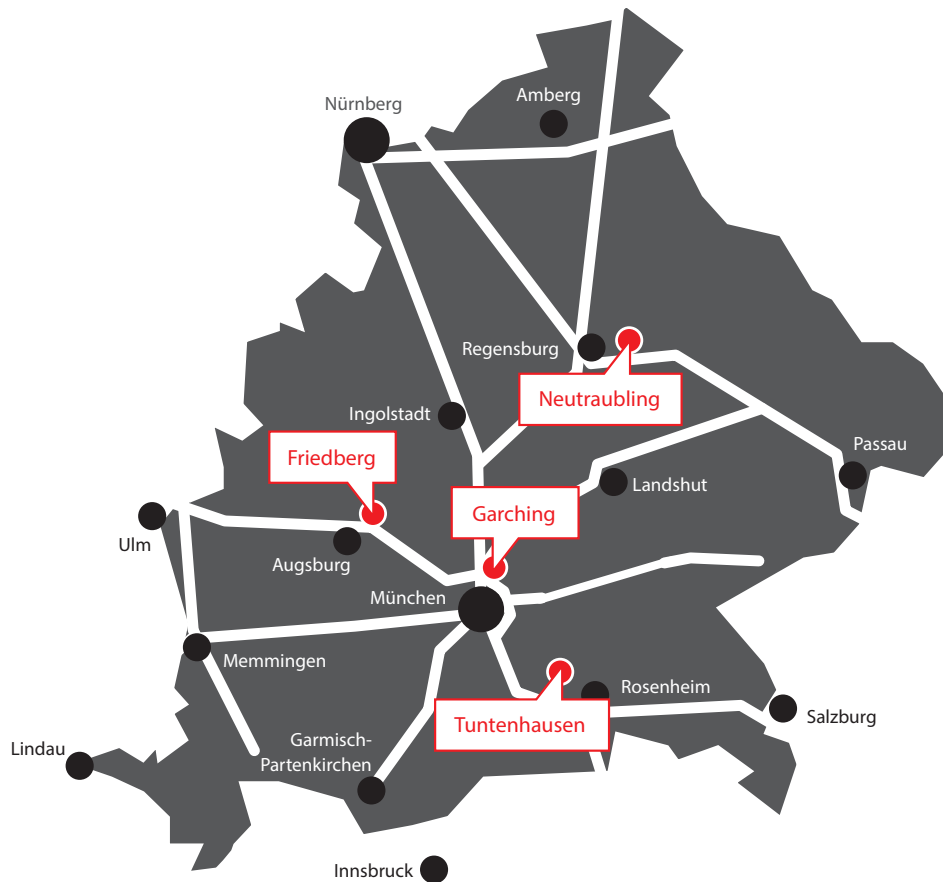 Amberg
Nürnberg
Regensburg
Neutraubling
Ingolstadt
Passau
Friedberg
Landshut
Garching
Ulm
Augsburg
München
Memmingen
Rosenheim
Salzburg
Tuntenhausen
Lindau
Garmisch-
Partenkirchen
Innsbruck